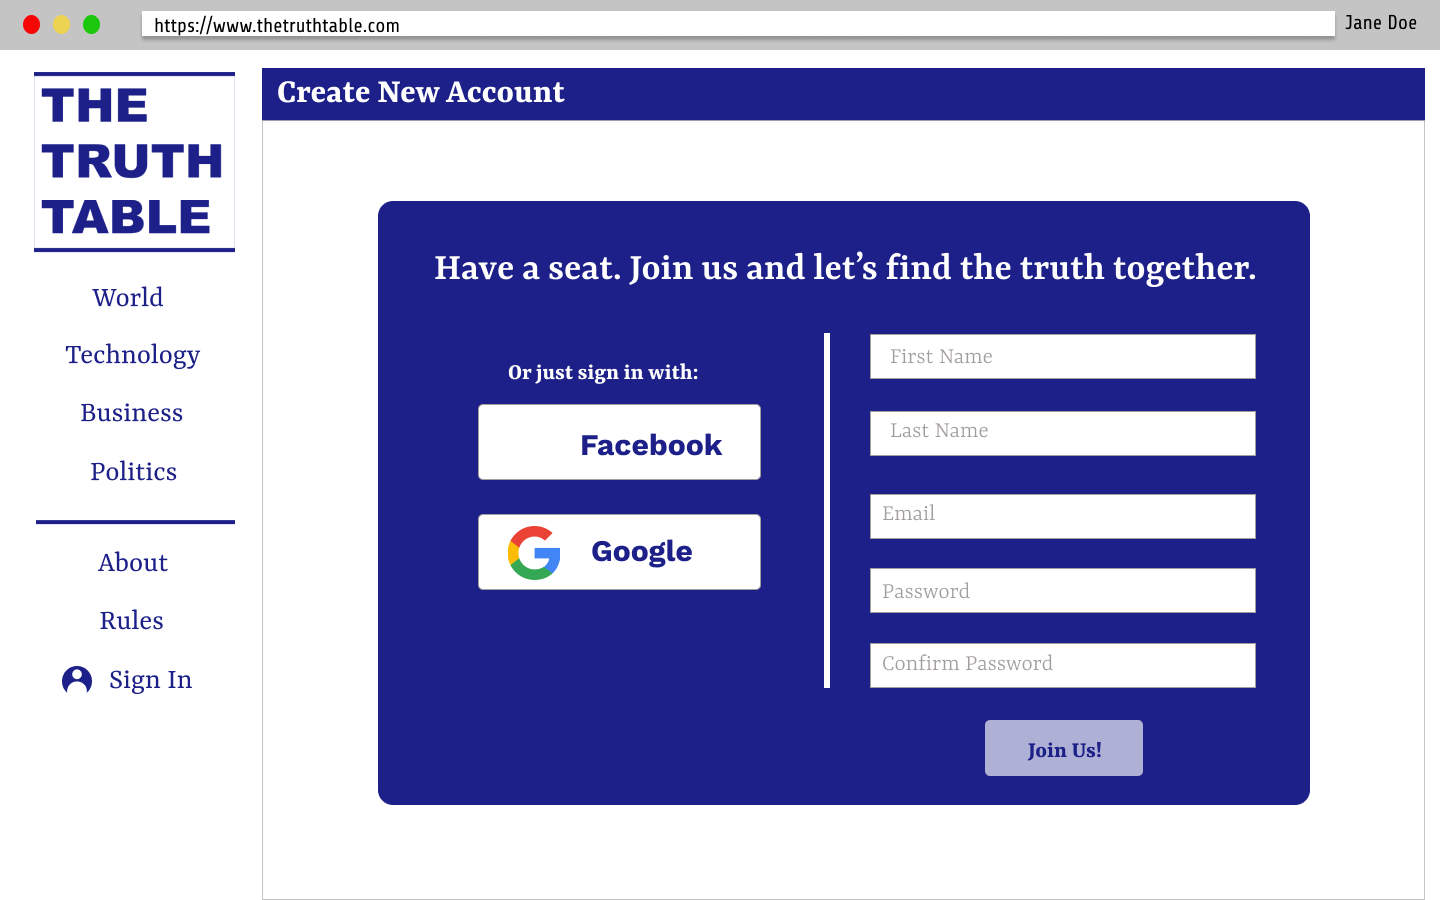 https://www.thetruthtable.com
Jane Doe
THE
TRUTH
TABLE
World
Technology
Business
Politics
About
Rules
Sign In
Create New Account
Have a seat. Join us and let’s find the truth together.
Or just sign in with:
Facebook
Google
First Name
Last Name
Email
Password
Confirm Password
Join Us!